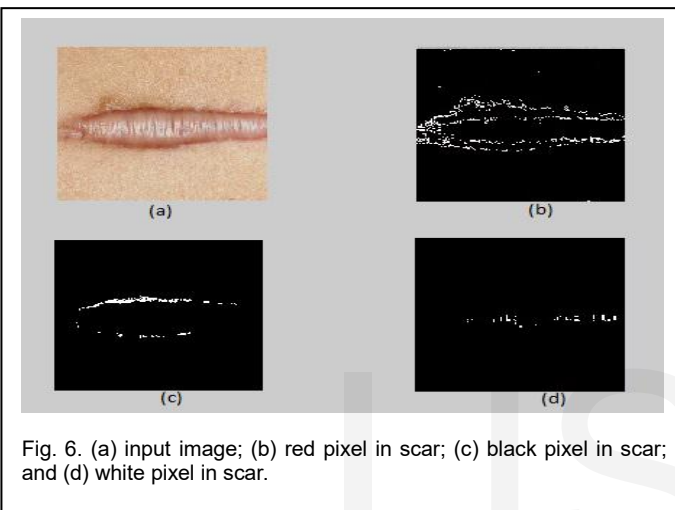 (a)
(b)
(c)
(d)
Fig. 6. (a) input image; (b) red pixel in scar; (c) black pixel in scar;
and (d) white pixel in scar.